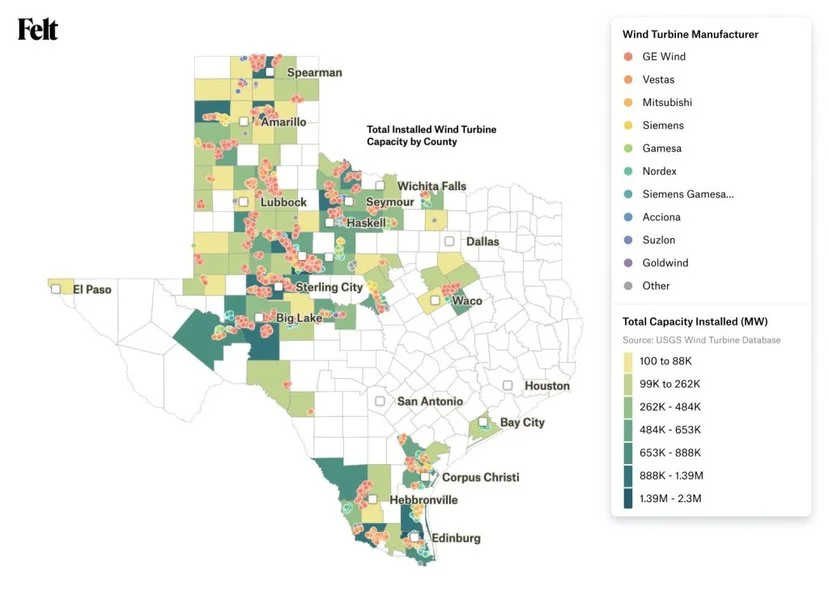 Felt
Spearman
Amarillo
Total Installed Wind Turbine
Capacity by County
Wichita Falls
Lubbock
Seymour
Haskell
Dallas
El Paso
Sterling City
Waco
Big Lake
Houston
San Antonio
Bay City
Corpus Christi
Hebbronville
Edinburg
Wind Turbine Manufacturer
GE Wind
Vestas
Mitsubishi
Siemens
Gamesa
Nordex
Siemens Gamesa...
Acciona
Suzlon
Goldwind
Other
Total Capacity Installed (MW)
Source: USGS Wind Turbine Database
100 to 88K
99K to 262K
262K - 484K
484K - 653K
653K - 888K
888K - 1.39M
1.39M - 2.3M